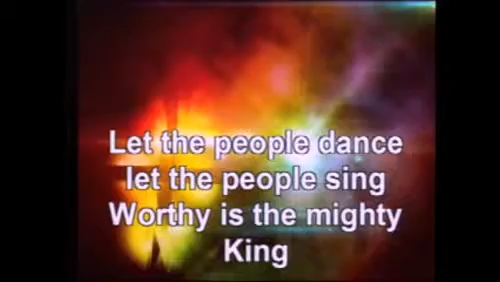 Let the people dance
let the people sing
Worthy is the mighty
King